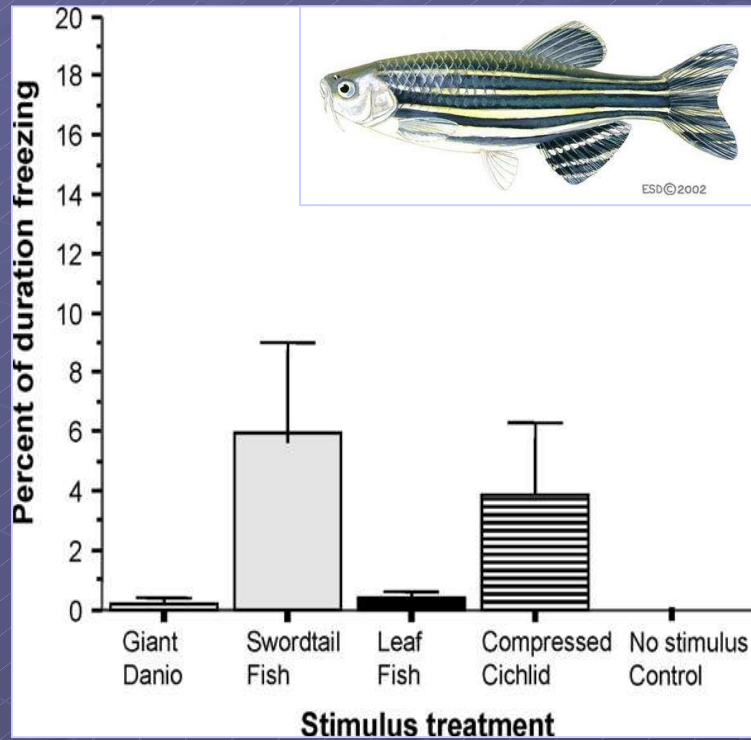 20
18
16
14
12
10
8
6
4
2
0
Percent of duration freezing
ESD©2002
Giant
Danio
Swordtail
Fish
Leaf
Fish
Compressed
Cichlid
No stimulus
Control
Stimulus treatment